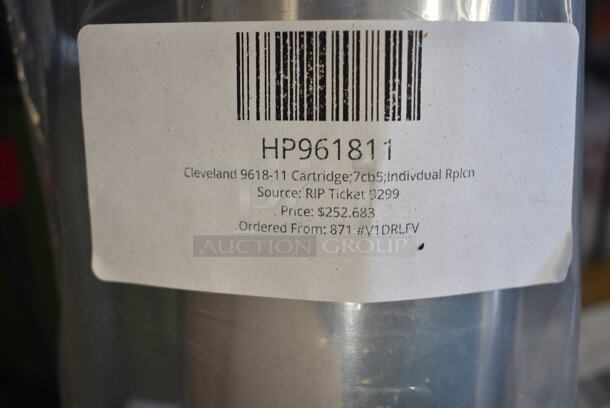 HP961811
Cleveland 9618-11 Cartridge;7cb5;Indivdual Rplcn
Source: RIP Ticket 9299
Price: $252.683
Ordered From: 871 #V1DRLFV
AUCTION GROUP